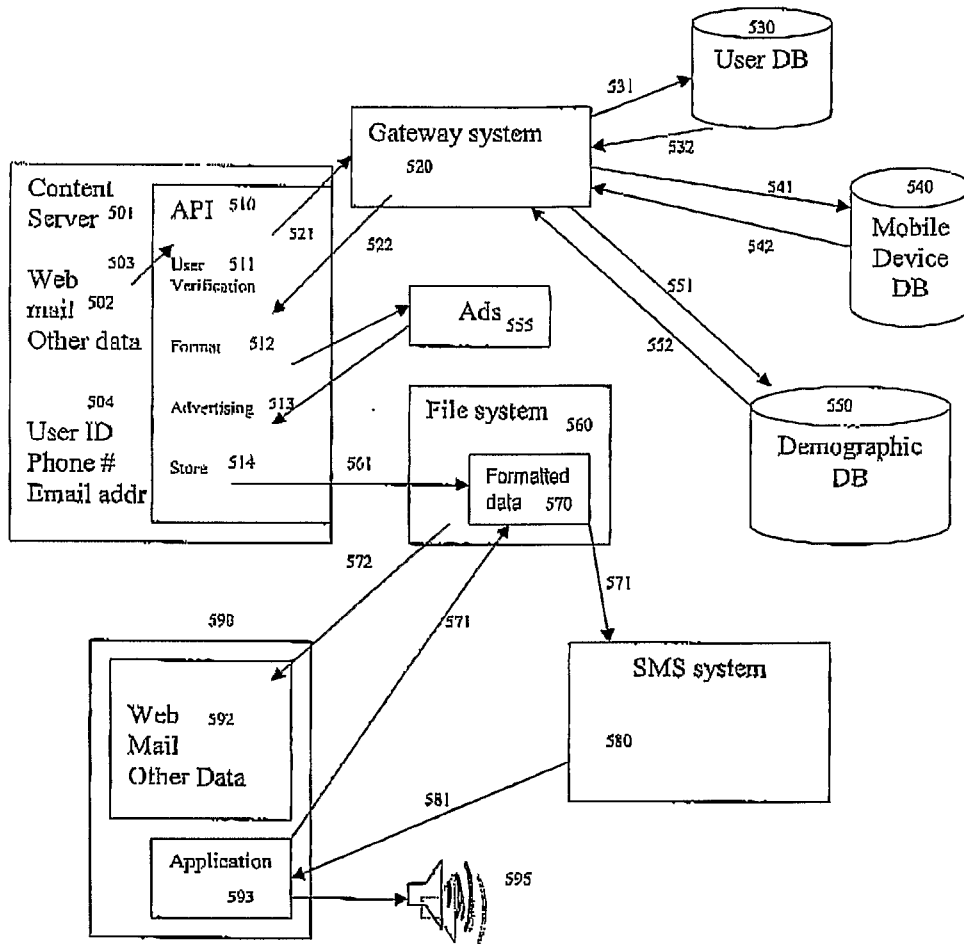 530
User DB
531
Gateway system
520
532
541
540
Mobile
Device
DB
542
Content
Server 501
API 510
521
522
503
User 511
Verification
Web
mail 502
Other data
Ads
555
551
552
Format 512
504
User ID
Phone #
Email addr
Advertising 513
File system
560
550
Demographic
DB
Store 514
561
Formatted
data 570
572
571
571
590
SMS system
580
Web 592
Mail
Other Data
581
Application
593
595